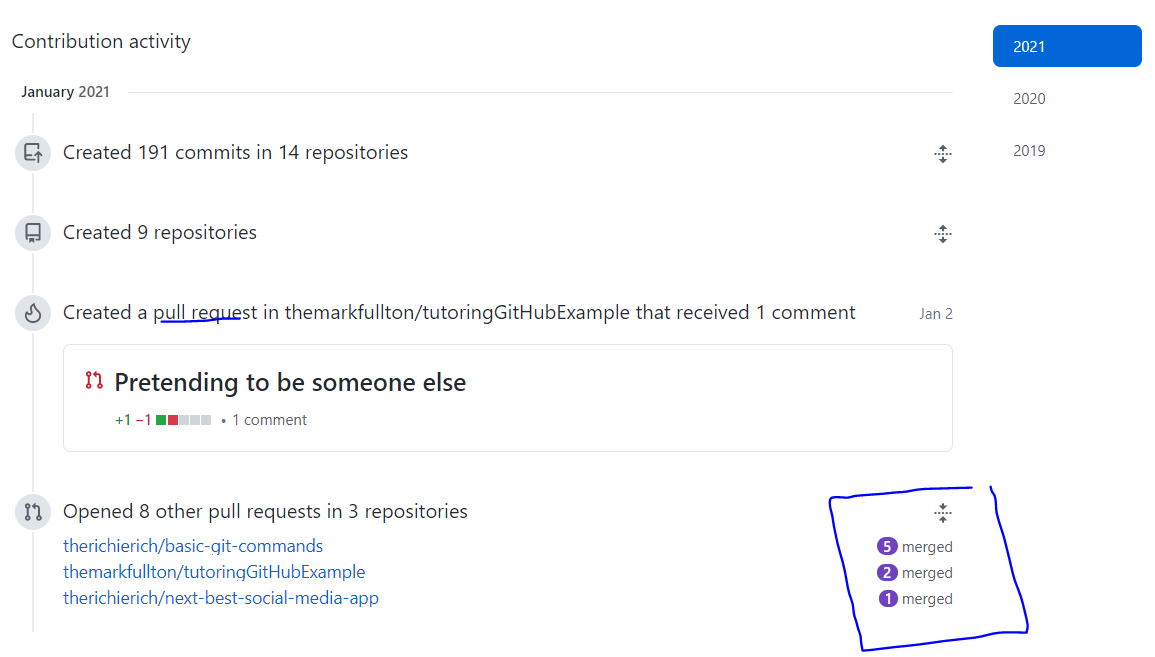 Contribution activity
2021
January 2021
2020
Created 191 commits in 14 repositories
2019
Created 9 repositories
Created a pull request in themarkfullton/tutoringGitHubExample that received 1 comment
Jan 2
Pretending to be someone else
+1 −1 • 1 comment
Opened 8 other pull requests in 3 repositories
therichierich/basic-git-commands 5 merged
themarkfullton/tutoringGitHubExample 2 merged
therichierich/next-best-social-media-app 1 merged